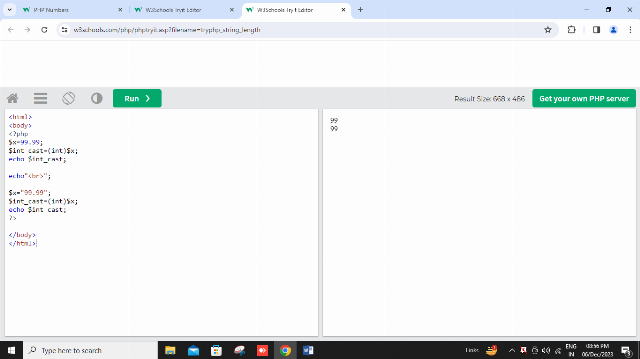 PHP Numbers
W3Schools Tryit Editor
W3Schools Tryit Editor
w3schools.com/php/phptryit.asp?filename=tryphp_string_length
Run ❯
Result Size: 668 x 486
Get your own PHP server
<html>
<body>
<?php
$x=99.99;
$int_cast=(int)$x;
echo $int_cast;
echo"<br>";
$x="99.99";
$int_cast=(int)$x;
echo $int_cast;
?>
</body>
</html>
99
99
Type here to search
Links
ENG
IN
03:56 PM
06/Dec/2023